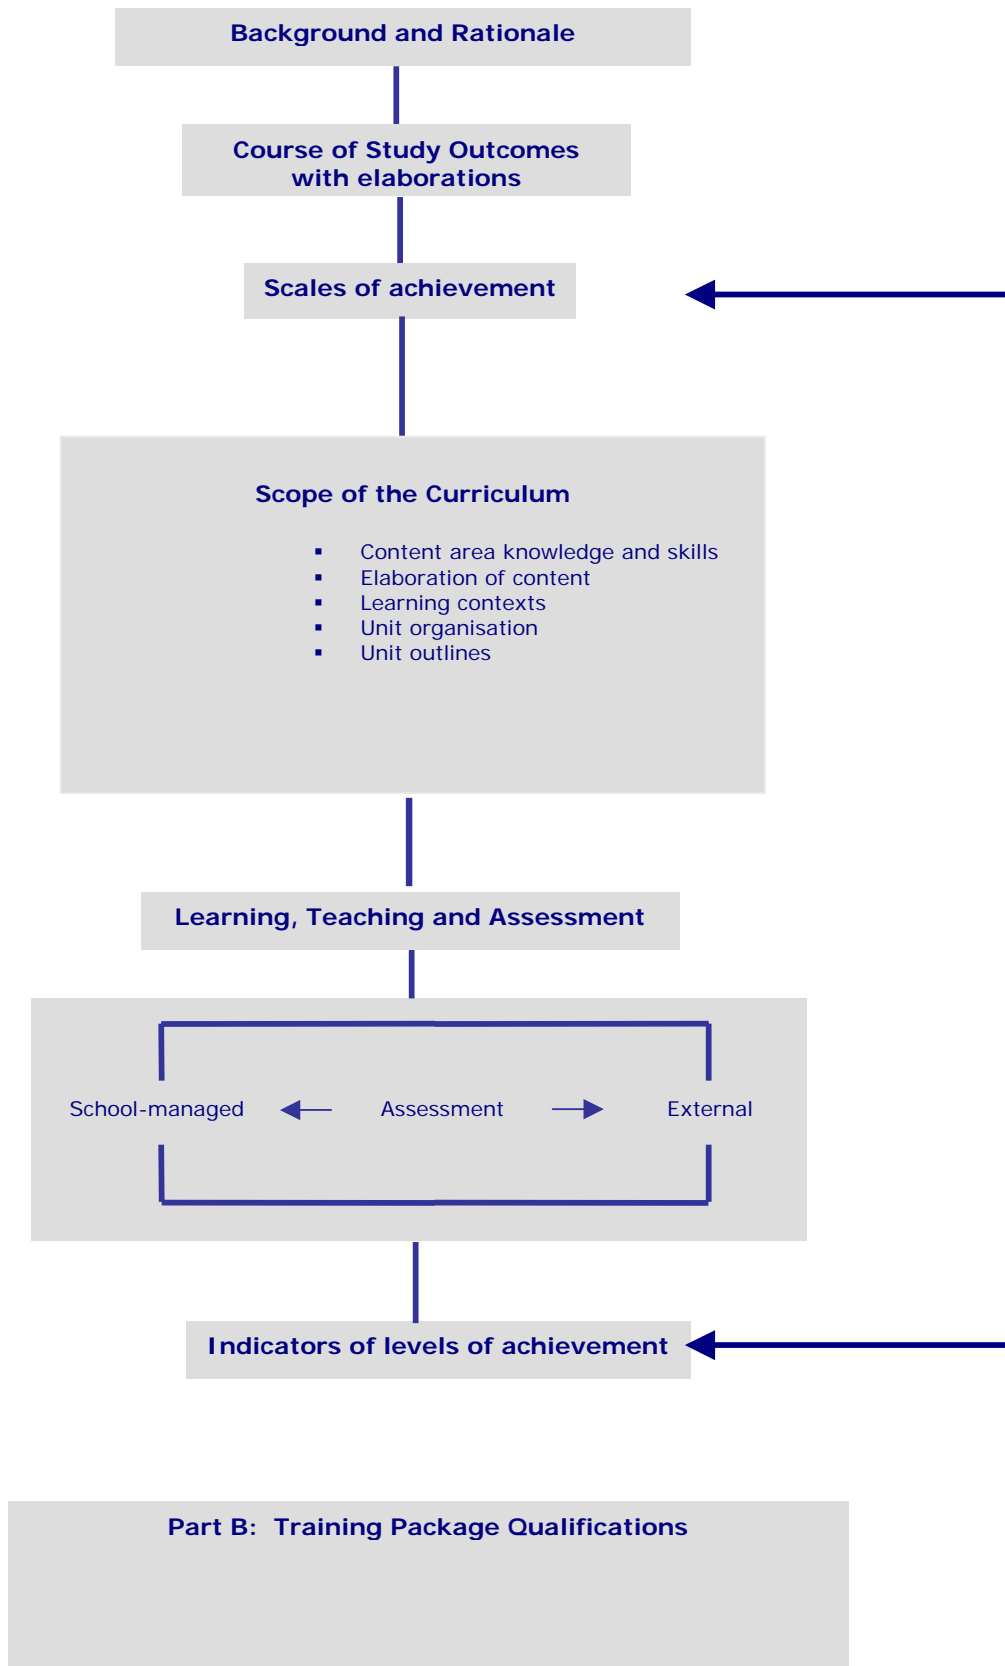 Background and Rationale
Course of Study Outcomes
with elaborations
Scales of achievement
Scope of the Curriculum
▪ Content area knowledge and skills
▪ Elaboration of content
▪ Learning contexts
▪ Unit organisation
▪ Unit outlines
Learning, Teaching and Assessment
School-managed Assessment External
Indicators of levels of achievement
Part B: Training Package Qualifications